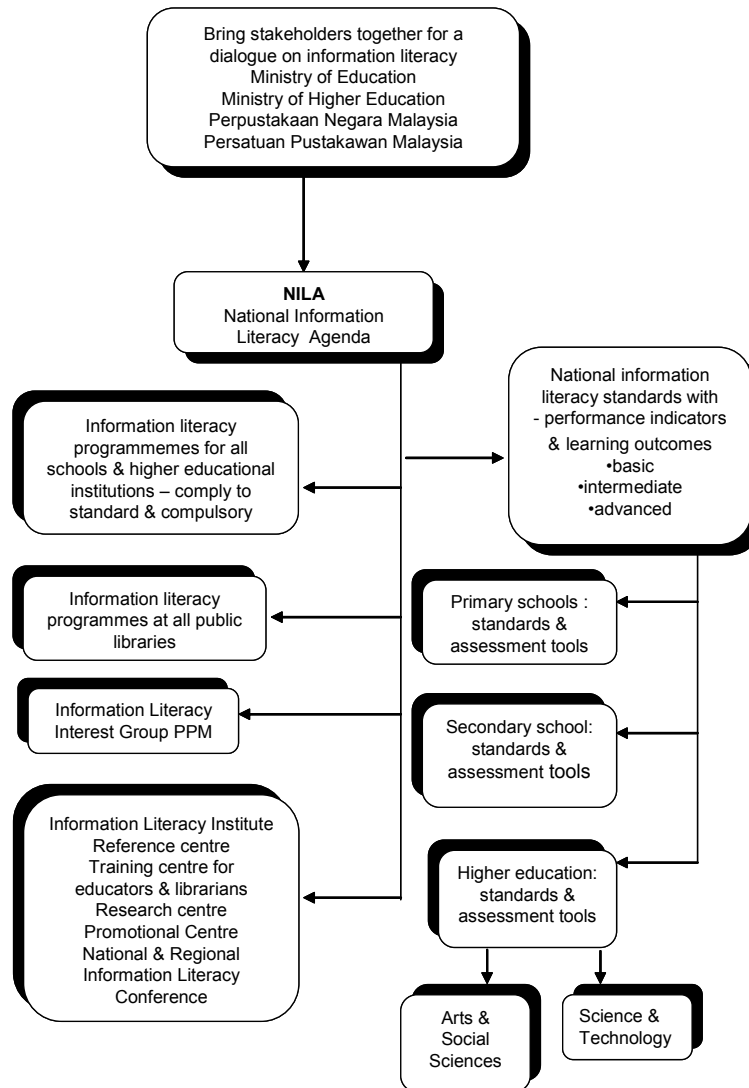 Bring stakeholders together for a
dialogue on information literacy
Ministry of Education
Ministry of Higher Education
Perpustakaan Negara Malaysia
Persatuan Pustakawan Malaysia
NILA
National Information
Literacy Agenda
Information literacy
programmemes for all
schools & higher educational
institutions – comply to
standard & compulsory
Information literacy
programmes at all public
libraries
Information Literacy
Interest Group PPM
Information Literacy Institute
Reference centre
Training centre for
educators & librarians
Research centre
Promotional Centre
National & Regional
Information Literacy
Conference
National information
literacy standards with
- performance indicators
& learning outcomes
•basic
•intermediate
•advanced
Primary schools :
standards &
assessment tools
Secondary school:
standards &
assessment tools
Higher education:
standards &
assessment tools
Arts &
Social
Sciences
Science &
Technology